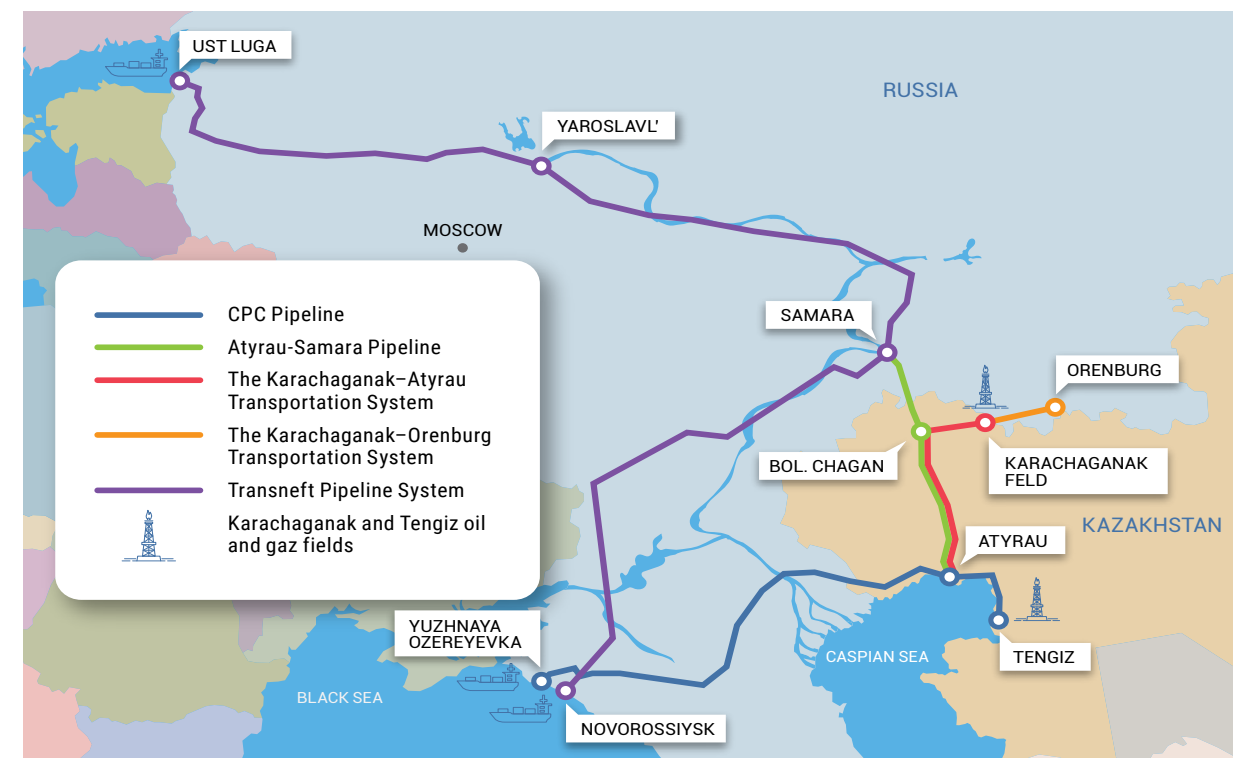 UST LUGA
RUSSIA
YAROSLAVL'
MOSCOW
SAMARA
ORENBURG
BOL. CHAGAN
KARACHAGANAK
FELD
KAZAKHSTAN
ATYRAU
CPC Pipeline
Atyrau-Samara Pipeline
The Karachaganak–Atyrau
Transportation System
The Karachaganak–Orenburg
Transportation System
Transneft Pipeline System
Karachaganak and Tengiz oil
and gaz fields
YUZHNAYA
OZEREYEVKA
CASPIAN SEA
TENGIZ
BLACK SEA
NOVOROSSIYSK